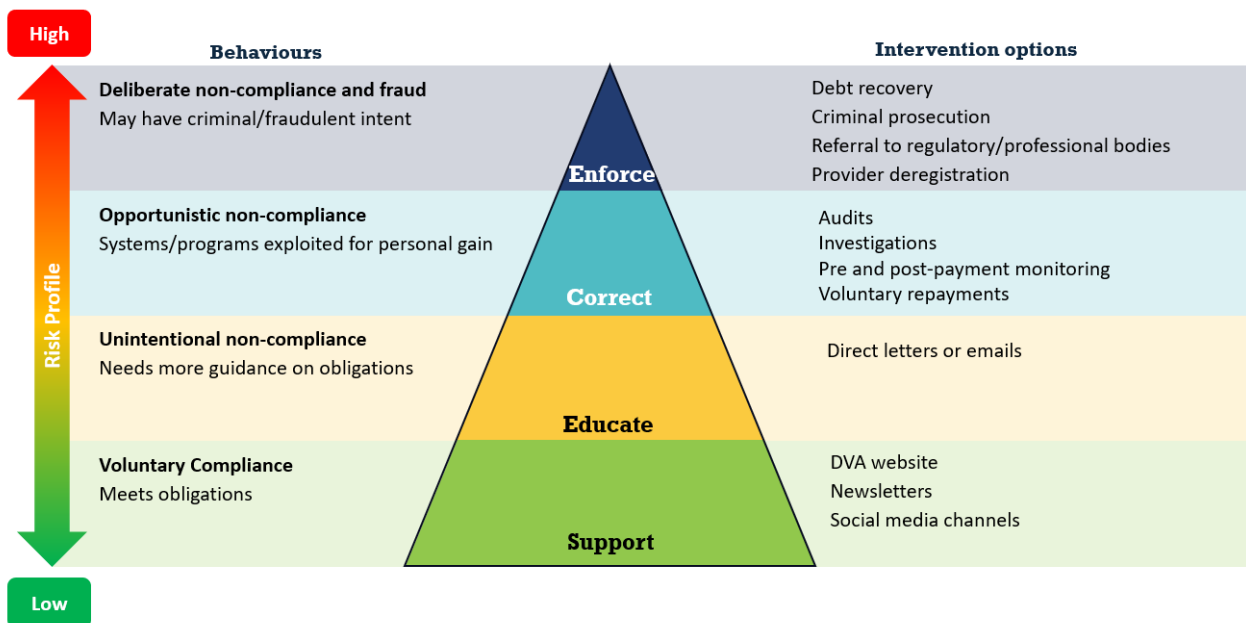 High
Behaviours
Intervention options
Deliberate non-compliance and fraud
May have criminal/fraudulent intent
Enforce
Debt recovery
Criminal prosecution
Referral to regulatory/professional bodies
Provider deregistration
Opportunistic non-compliance
Systems/programs exploited for personal gain
Correct
Audits
Investigations
Pre and post-payment monitoring
Voluntary repayments
Risk Profile
Unintentional non-compliance
Needs more guidance on obligations
Educate
Direct letters or emails
Voluntary Compliance
Meets obligations
Support
DVA website
Newsletters
Social media channels
Low